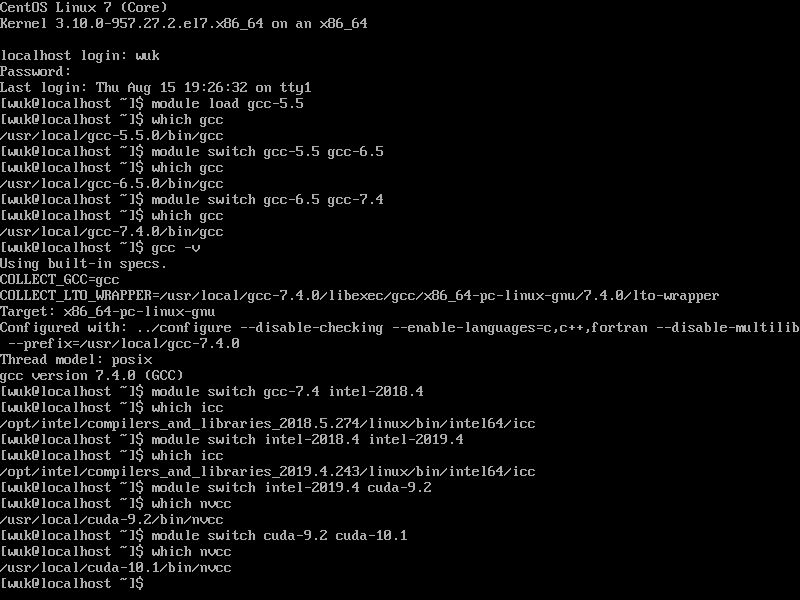 CentOS Linux 7 (Core)
Kernel 3.10.0-957.27.2.el7.x86_64 on an x86_64
localhost login: wuk
Password:
Last login: Thu Aug 15 19:26:32 on tty1
[wuk@localhost ~]$ module load gcc-5.5
[wuk@localhost ~]$ which gcc
/usr/local/gcc-5.5.0/bin/gcc
[wuk@localhost ~]$ module switch gcc-5.5 gcc-6.5
[wuk@localhost ~]$ which gcc
/usr/local/gcc-6.5.0/bin/gcc
[wuk@localhost ~]$ module switch gcc-6.5 gcc-7.4
[wuk@localhost ~]$ which gcc
/usr/local/gcc-7.4.0/bin/gcc
[wuk@localhost ~]$ gcc -v
Using built-in specs.
COLLECT_GCC=gcc
COLLECT_LTO_WRAPPER=/usr/local/gcc-7.4.0/libexec/gcc/x86_64-pc-linux-gnu/7.4.0/lto-wrapper
Target: x86_64-pc-linux-gnu
Configured with: ../configure --disable-checking --enable-languages=c,c++,fortran --disable-multilib
 --prefix=/usr/local/gcc-7.4.0
Thread model: posix
gcc version 7.4.0 (GCC)
[wuk@localhost ~]$ module switch gcc-7.4 intel-2018.4
[wuk@localhost ~]$ which icc
/opt/intel/compilers_and_libraries_2018.5.274/linux/bin/intel64/icc
[wuk@localhost ~]$ module switch intel-2018.4 intel-2019.4
[wuk@localhost ~]$ which icc
/opt/intel/compilers_and_libraries_2019.4.243/linux/bin/intel64/icc
[wuk@localhost ~]$ module switch intel-2019.4 cuda-9.2
[wuk@localhost ~]$ which nvcc
/usr/local/cuda-9.2/bin/nvcc
[wuk@localhost ~]$ module switch cuda-9.2 cuda-10.1
[wuk@localhost ~]$ which nvcc
/usr/local/cuda-10.1/bin/nvcc
[wuk@localhost ~]$